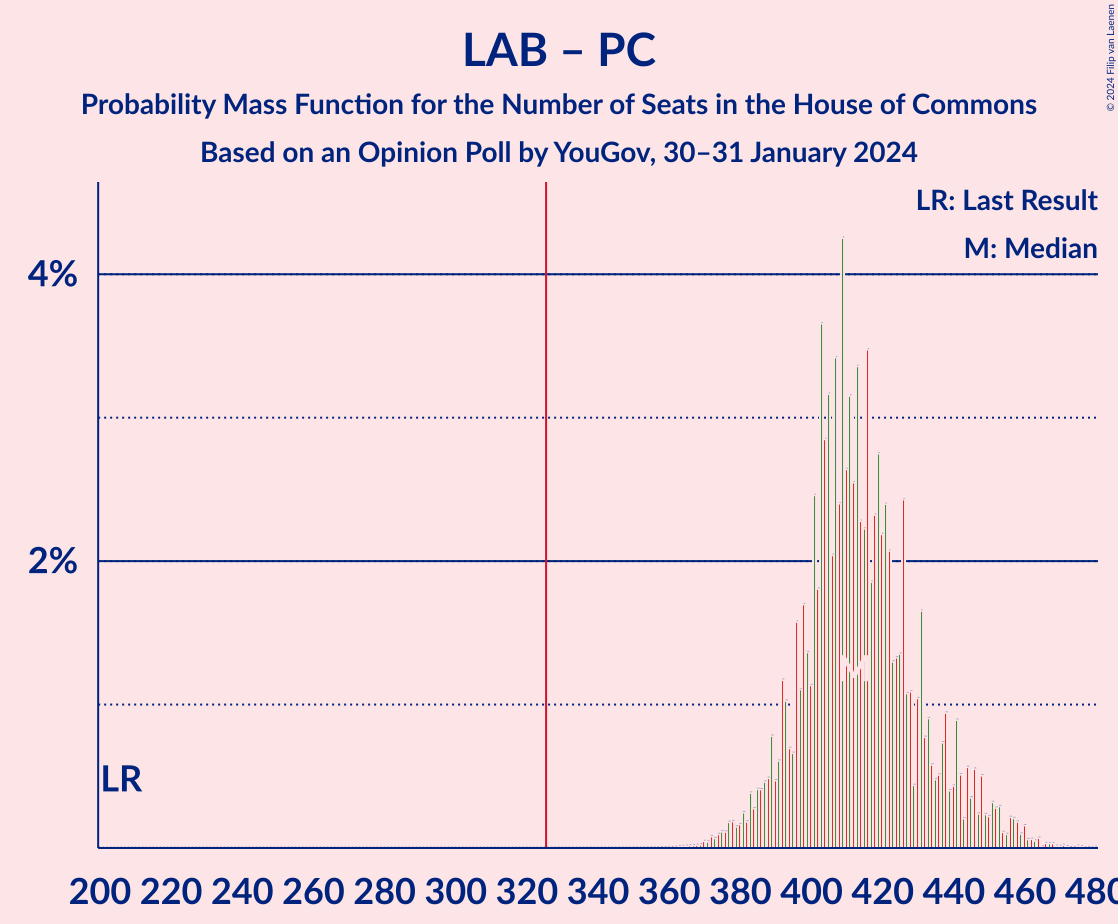 LAB – PC
Probability Mass Function for the Number of Seats in the House of Commons
Based on an Opinion Poll by YouGov, 30–31 January 2024
© 2024 Filip van Laenen
LR: Last Result
M: Median
4%
2%
LR
M
200 220 240 260 280 300 320 340 360 380 400 420 440 460 480